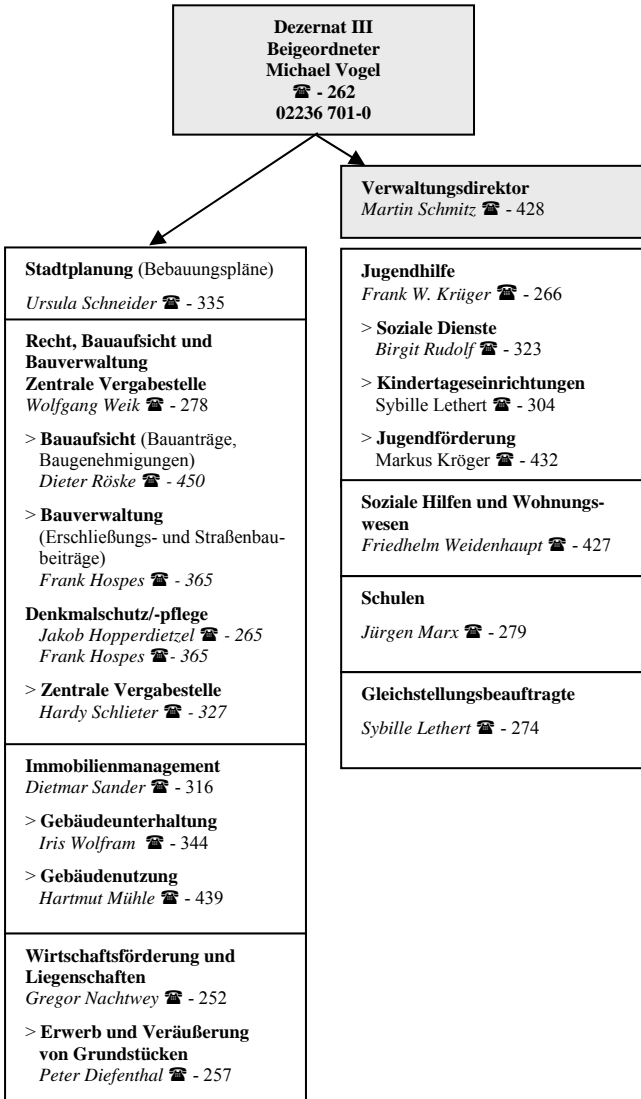 Dezernat III
Beigeordneter
Michael Vogel
☎ - 262
02236 701-0
Verwaltungsdirektor
Martin Schmitz ☎ - 428
Stadtplanung (Bebauungspläne)
Ursula Schneider ☎ - 335
Recht, Bauaufsicht und
Bauverwaltung
Zentrale Vergabestelle
Wolfgang Weik ☎ - 278
> Bauaufsicht (Bauanträge,
Baugenehmigungen)
Dieter Röske ☎ - 450
> Bauverwaltung
(Erschließungs- und Straßenbau-
beiträge)
Frank Hospes ☎ - 365
Denkmalschutz/-pflege
Jakob Hopperdietzel ☎ - 265
Frank Hospes ☎ - 365
> Zentrale Vergabestelle
Hardy Schlieter ☎ - 327
Immobilienmanagement
Dietmar Sander ☎ - 316
> Gebäudeunterhaltung
Iris Wolfram ☎ - 344
> Gebäudenutzung
Hartmut Mühle ☎ - 439
Wirtschaftsförderung und
Liegenschaften
Gregor Nachtwey ☎ - 252
> Erwerb und Veräußerung
von Grundstücken
Peter Diefenthal ☎ - 257
Jugendhilfe
Frank W. Krüger ☎ - 266
> Soziale Dienste
Birgit Rudolf ☎ - 323
> Kindertageseinrichtungen
Sybille Lethert ☎ - 304
> Jugendförderung
Markus Kröger ☎ - 432
Soziale Hilfen und Wohnungs-
wesen
Friedhelm Weidenhaupt ☎ - 427
Schulen
Jürgen Marx ☎ - 279
Gleichstellungsbeauftragte
Sybille Lethert ☎ - 274